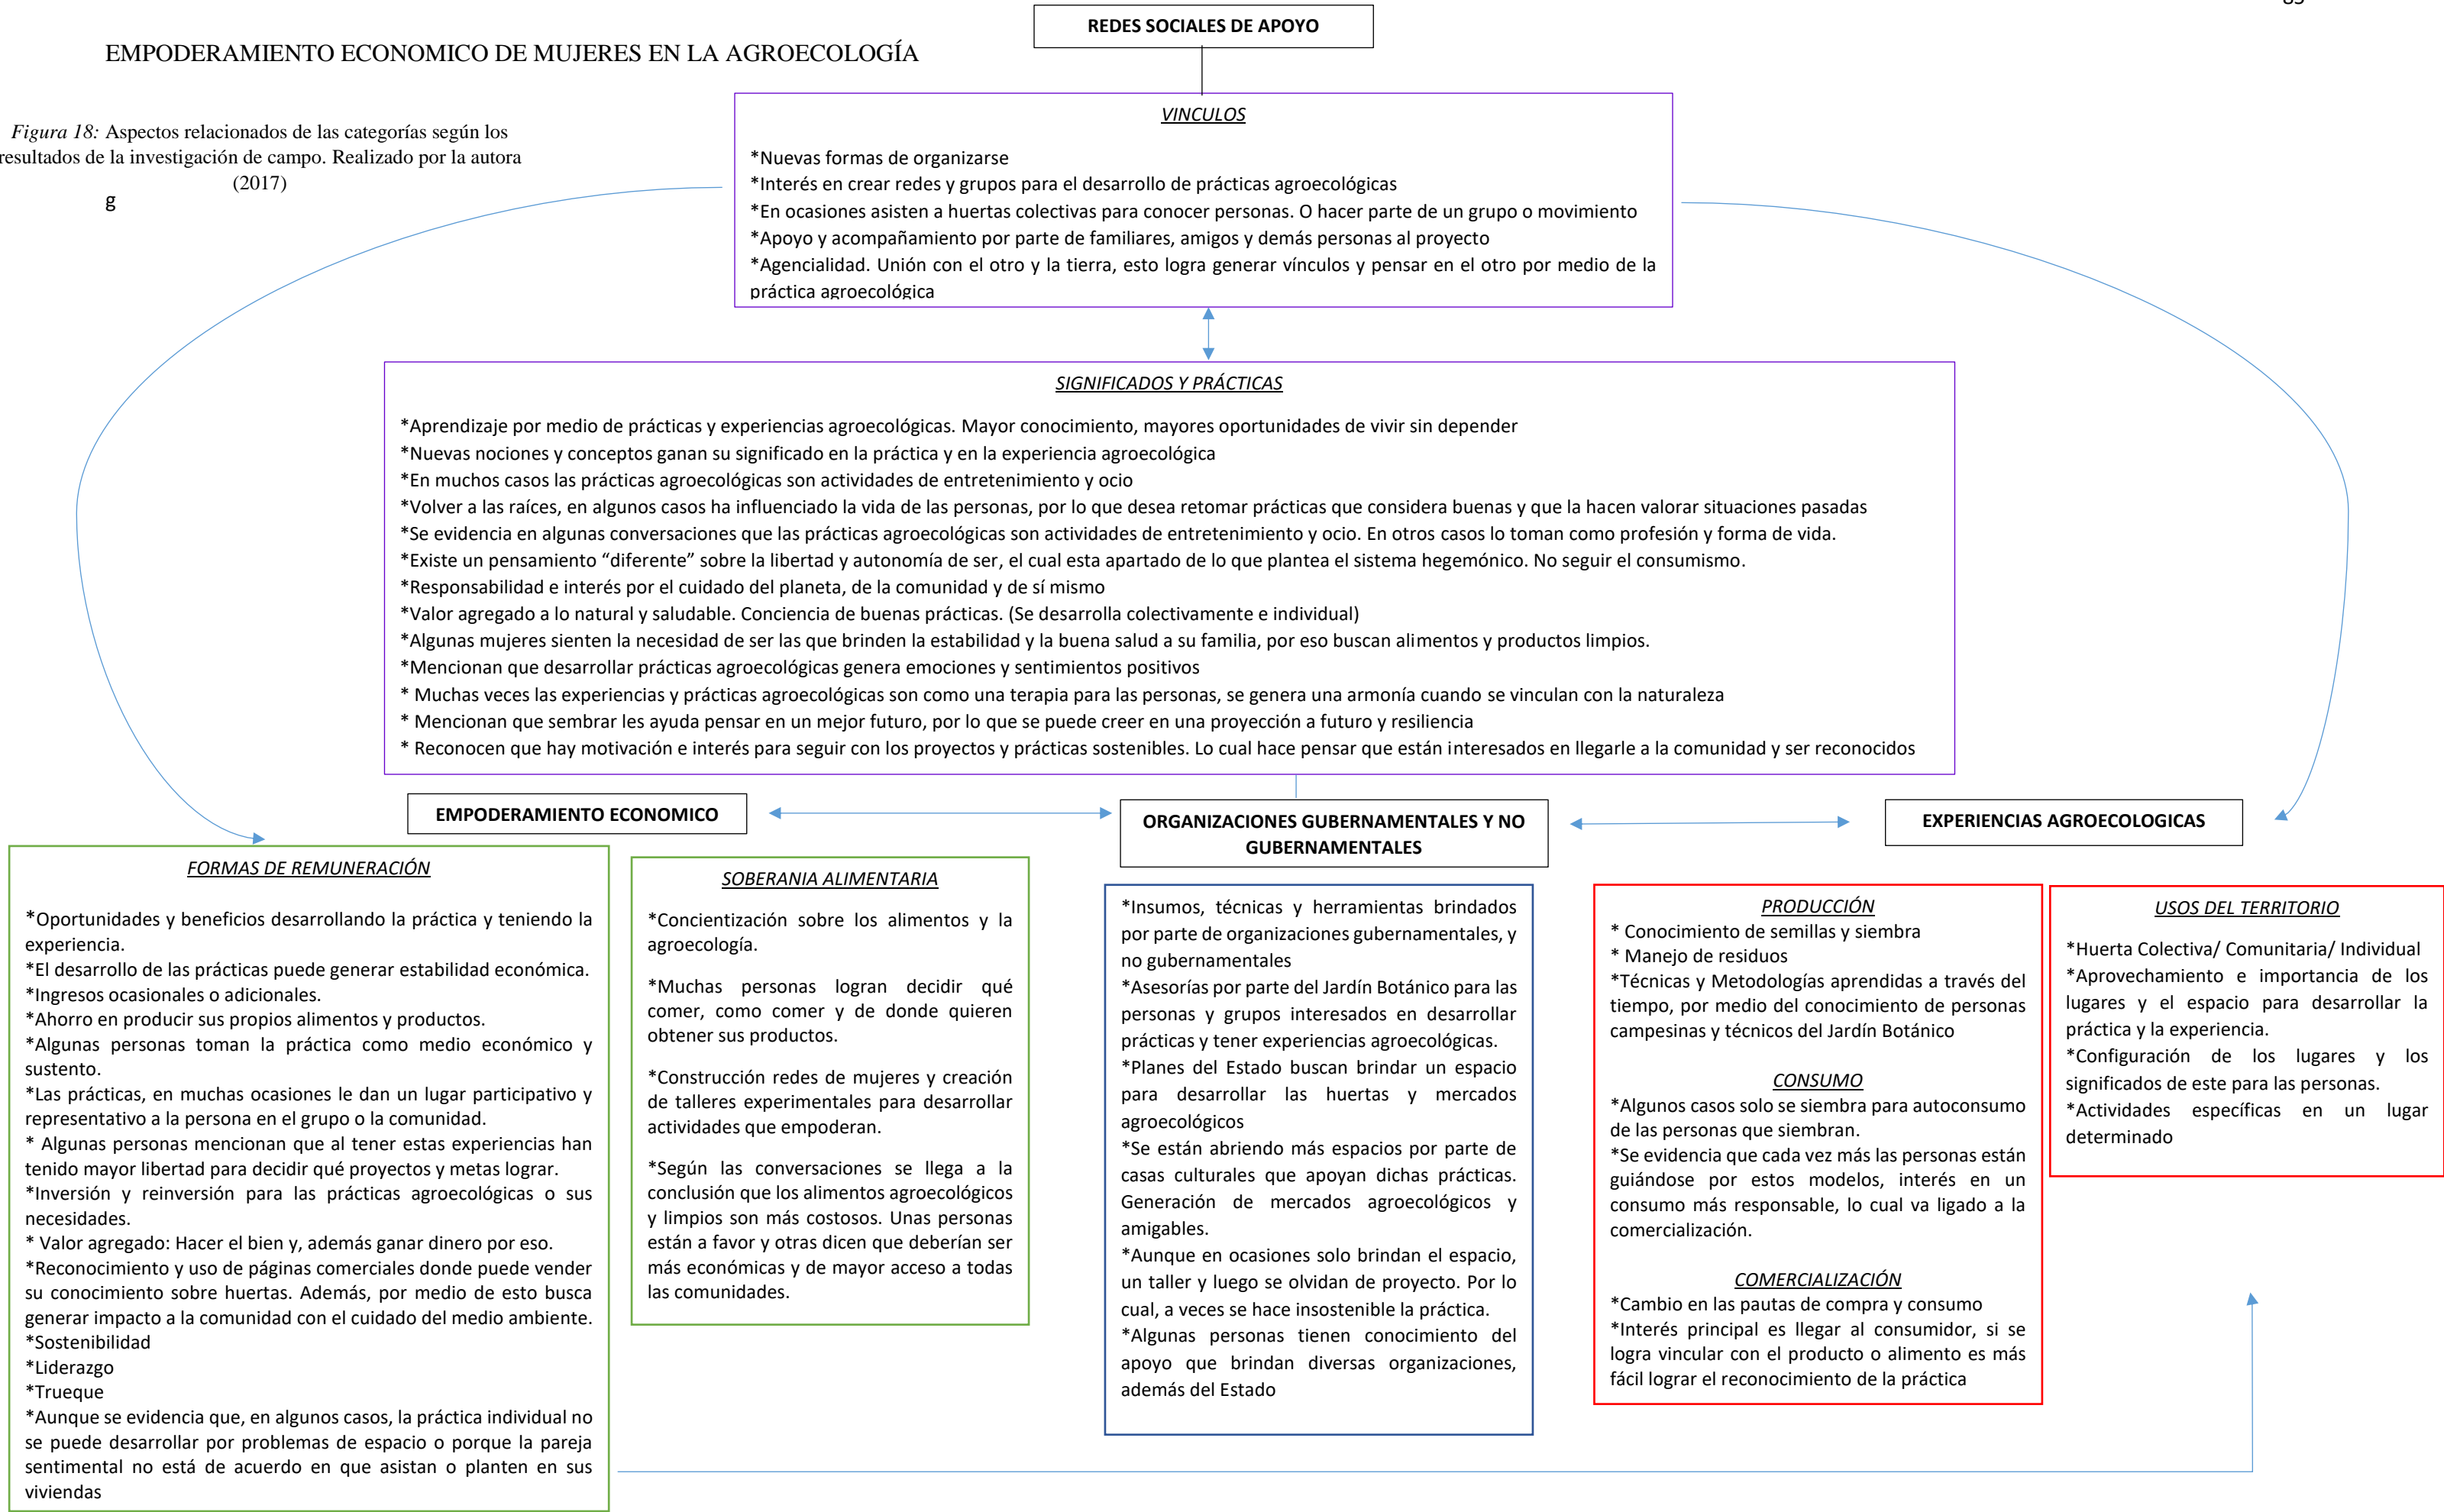 REDES SOCIALES DE APOYO
EMPODERAMIENTO ECONOMICO DE MUJERES EN LA AGROECOLOGÍA
Figura 18: Aspectos relacionados de las categorías según los
resultados de la investigación de campo. Realizado por la autora
(2017)
g
VINCULOS
*Nuevas formas de organizarse
*Interés en crear redes y grupos para el desarrollo de prácticas agroecológicas
*En ocasiones asisten a huertas colectivas para conocer personas. O hacer parte de un grupo o movimiento
*Apoyo y acompañamiento por parte de familiares, amigos y demás personas al proyecto
*Agencialidad. Unión con el otro y la tierra, esto logra generar vínculos y pensar en el otro por medio de la
práctica agroecológica
SIGNIFICADOS Y PRÁCTICAS
*Aprendizaje por medio de prácticas y experiencias agroecológicas. Mayor conocimiento, mayores oportunidades de vivir sin depender
*Nuevas nociones y conceptos ganan su significado en la práctica y en la experiencia agroecológica
*En muchos casos las prácticas agroecológicas son actividades de entretenimiento y ocio
*Volver a las raíces, en algunos casos ha influenciado la vida de las personas, por lo que desea retomar prácticas que considera buenas y que la hacen valorar situaciones pasadas
*Se evidencia en algunas conversaciones que las prácticas agroecológicas son actividades de entretenimiento y ocio. En otros casos lo toman como profesión y forma de vida.
*Existe un pensamiento “diferente” sobre la libertad y autonomía de ser, el cual esta apartado de lo que plantea el sistema hegemónico. No seguir el consumismo.
*Responsabilidad e interés por el cuidado del planeta, de la comunidad y de sí mismo
*Valor agregado a lo natural y saludable. Conciencia de buenas prácticas. (Se desarrolla colectivamente e individual)
*Algunas mujeres sienten la necesidad de ser las que brinden la estabilidad y la buena salud a su familia, por eso buscan alimentos y productos limpios.
*Mencionan que desarrollar prácticas agroecológicas genera emociones y sentimientos positivos
* Muchas veces las experiencias y prácticas agroecológicas son como una terapia para las personas, se genera una armonía cuando se vinculan con la naturaleza
* Mencionan que sembrar les ayuda pensar en un mejor futuro, por lo que se puede creer en una proyección a futuro y resiliencia
* Reconocen que hay motivación e interés para seguir con los proyectos y prácticas sostenibles. Lo cual hace pensar que están interesados en llegarle a la comunidad y ser reconocidos
EMPODERAMIENTO ECONOMICO
ORGANIZACIONES GUBERNAMENTALES Y NO
GUBERNAMENTALES
EXPERIENCIAS AGROECOLOGICAS
FORMAS DE REMUNERACIÓN
*Oportunidades y beneficios desarrollando la práctica y teniendo la
experiencia.
*El desarrollo de las prácticas puede generar estabilidad económica.
*Ingresos ocasionales o adicionales.
*Ahorro en producir sus propios alimentos y productos.
*Algunas personas toman la práctica como medio económico y
sustento.
*Las prácticas, en muchas ocasiones le dan un lugar participativo y
representativo a la persona en el grupo o la comunidad.
* Algunas personas mencionan que al tener estas experiencias han
tenido mayor libertad para decidir qué proyectos y metas lograr.
*Inversión y reinversión para las prácticas agroecológicas o sus
necesidades.
* Valor agregado: Hacer el bien y, además ganar dinero por eso.
*Reconocimiento y uso de páginas comerciales donde puede vender
su conocimiento sobre huertas. Además, por medio de esto busca
generar impacto a la comunidad con el cuidado del medio ambiente.
*Sostenibilidad
*Liderazgo
*Trueque
*Aunque se evidencia que, en algunos casos, la práctica individual no
se puede desarrollar por problemas de espacio o porque la pareja
sentimental no está de acuerdo en que asistan o planten en sus
viviendas
SOBERANIA ALIMENTARIA
*Concientización sobre los alimentos y la
agroecología.
*Muchas personas logran decidir qué
comer, como comer y de donde quieren
obtener sus productos.
*Construcción redes de mujeres y creación
de talleres experimentales para desarrollar
actividades que empoderan.
*Según las conversaciones se llega a la
conclusión que los alimentos agroecológicos
y limpios son más costosos. Unas personas
están a favor y otras dicen que deberían ser
más económicas y de mayor acceso a todas
las comunidades.
*Insumos, técnicas y herramientas brindados
por parte de organizaciones gubernamentales, y
no gubernamentales
*Asesorías por parte del Jardín Botánico para las
personas y grupos interesados en desarrollar
prácticas y tener experiencias agroecológicas.
*Planes del Estado buscan brindar un espacio
para desarrollar las huertas y mercados
agroecológicos
*Se están abriendo más espacios por parte de
casas culturales que apoyan dichas prácticas.
Generación de mercados agroecológicos y
amigables.
*Aunque en ocasiones solo brindan el espacio,
un taller y luego se olvidan de proyecto. Por lo
cual, a veces se hace insostenible la práctica.
*Algunas personas tienen conocimiento del
apoyo que brindan diversas organizaciones,
además del Estado
PRODUCCIÓN
* Conocimiento de semillas y siembra
* Manejo de residuos
*Técnicas y Metodologías aprendidas a través del
tiempo, por medio del conocimiento de personas
campesinas y técnicos del Jardín Botánico
CONSUMO
*Algunos casos solo se siembra para autoconsumo
de las personas que siembran.
*Se evidencia que cada vez más las personas están
guiándose por estos modelos, interés en un
consumo más responsable, lo cual va ligado a la
comercialización.
COMERCIALIZACIÓN
*Cambio en las pautas de compra y consumo
*Interés principal es llegar al consumidor, si se
logra vincular con el producto o alimento es más
fácil lograr el reconocimiento de la práctica
USOS DEL TERRITORIO
*Huerta Colectiva/ Comunitaria/ Individual
*Aprovechamiento e importancia de los
lugares y el espacio para desarrollar la
práctica y la experiencia.
*Configuración de los lugares y los
significados de este para las personas.
*Actividades específicas en un lugar
determinado